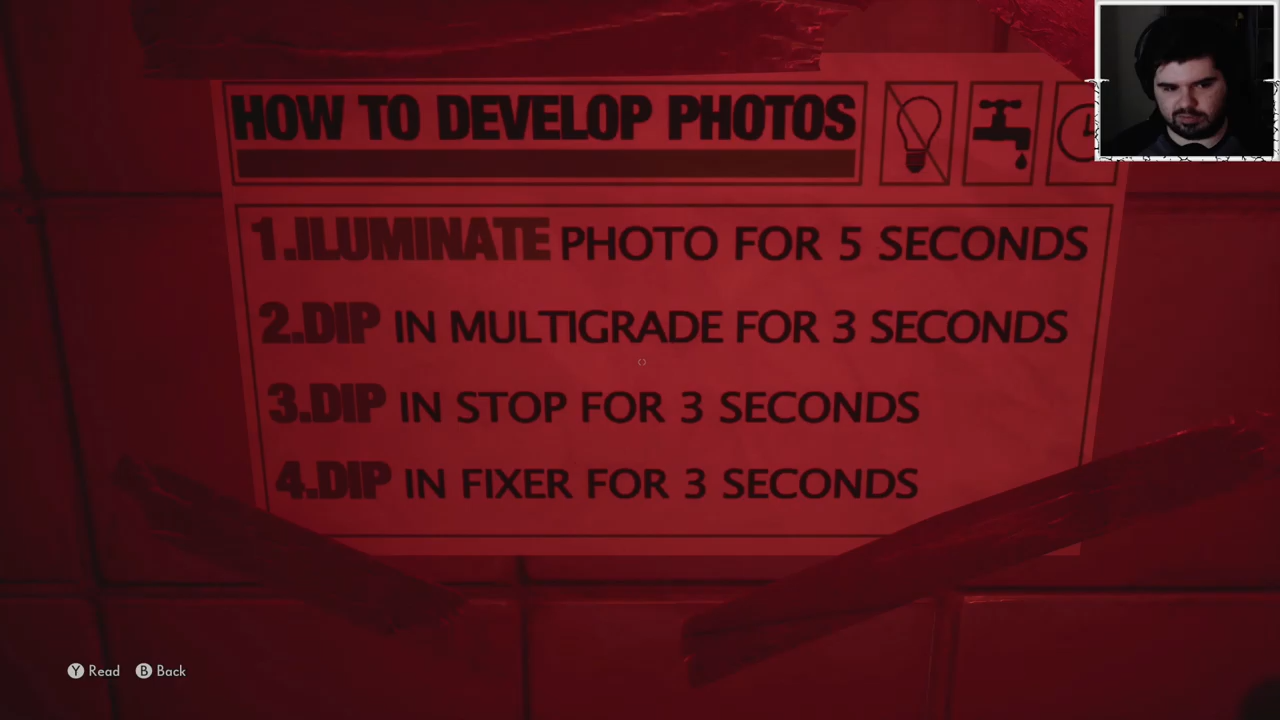 HOW TO DEVELOP PHOTOS
1.ILUMINATE PHOTO FOR 5 SECONDS
2.DIP IN MULTIGRADE FOR 3 SECONDS
3.DIP IN STOP FOR 3 SECONDS
4.DIP IN FIXER FOR 3 SECONDS
Y Read B Back